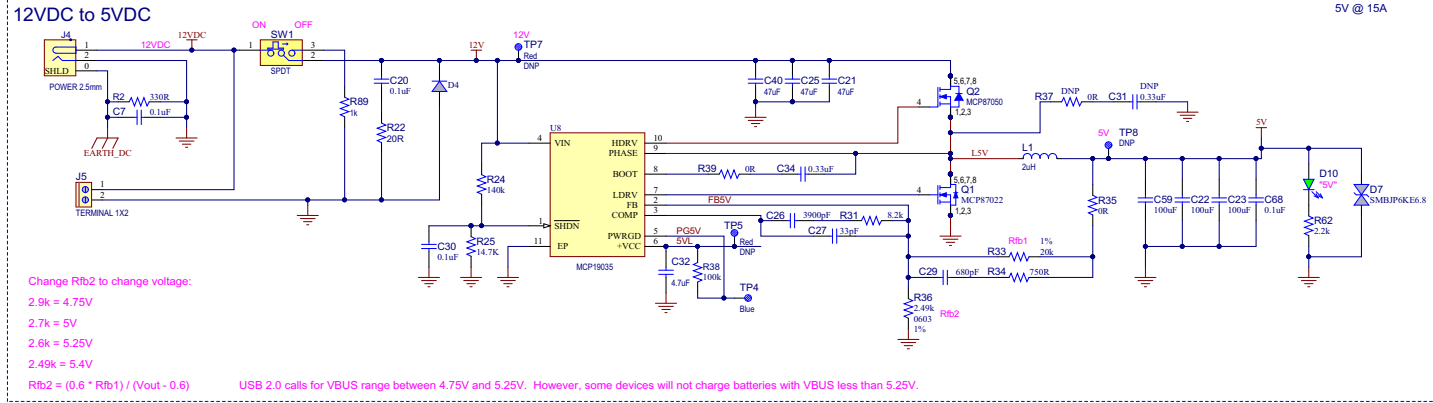 12VDC to 5VDC
5V @ 15A
J4
1
2
0
SHLD
POWER 2.5mm
12VDC
12VDC
R2 330R
C7 0.1uF
EARTH_DC
J5
1
2
TERMINAL 1X2
ON OFF
SW1
1
3
2
SPDT
R89
1k
C20
0.1uF
R22
20R
D4
12V
12V
TP7
Red
DNP
R24
140k
C30
0.1uF
R25
14.7K
U8
4 VIN
1 SHDN
11 EP
HDRV 10
PHASE 9
BOOT 8
LDRV 7
FB 2
COMP 3
PWRGD 5
+VCC 6
MCP19035
R39 0R
C34 0.33uF
FB5V
C26 3900pF
R31 8.2k
C27 33pF
PG5V
5VL
TP5
Red
DNP
C32
4.7uF
R38
100k
TP4
Blue
C40
47uF
C25
47uF
C21
47uF
5,6,7,8
4
Q2
MCP87050
1,2,3
5,6,7,8
4
Q1
MCP87022
1,2,3
R37 DNP 0R
C31 DNP 0.33uF
L5V
L1
2uH
5V
TP8
DNP
R35
0R
Rfb1 1%
R33 20k
C29 680pF
R34 750R
R36
2.49k
0603
1%
Rfb2
C59
100uF
C22
100uF
C23
100uF
C68
0.1uF
5V
D10
"5V"
R62
2.2k
D7
SMBJP6KE6.8
Change Rfb2 to change voltage:
2.9k = 4.75V
2.7k = 5V
2.6k = 5.25V
2.49k = 5.4V
Rfb2 = (0.6 * Rfb1) / (Vout - 0.6)
USB 2.0 calls for VBUS range between 4.75V and 5.25V. However, some devices will not charge batteries with VBUS less than 5.25V.